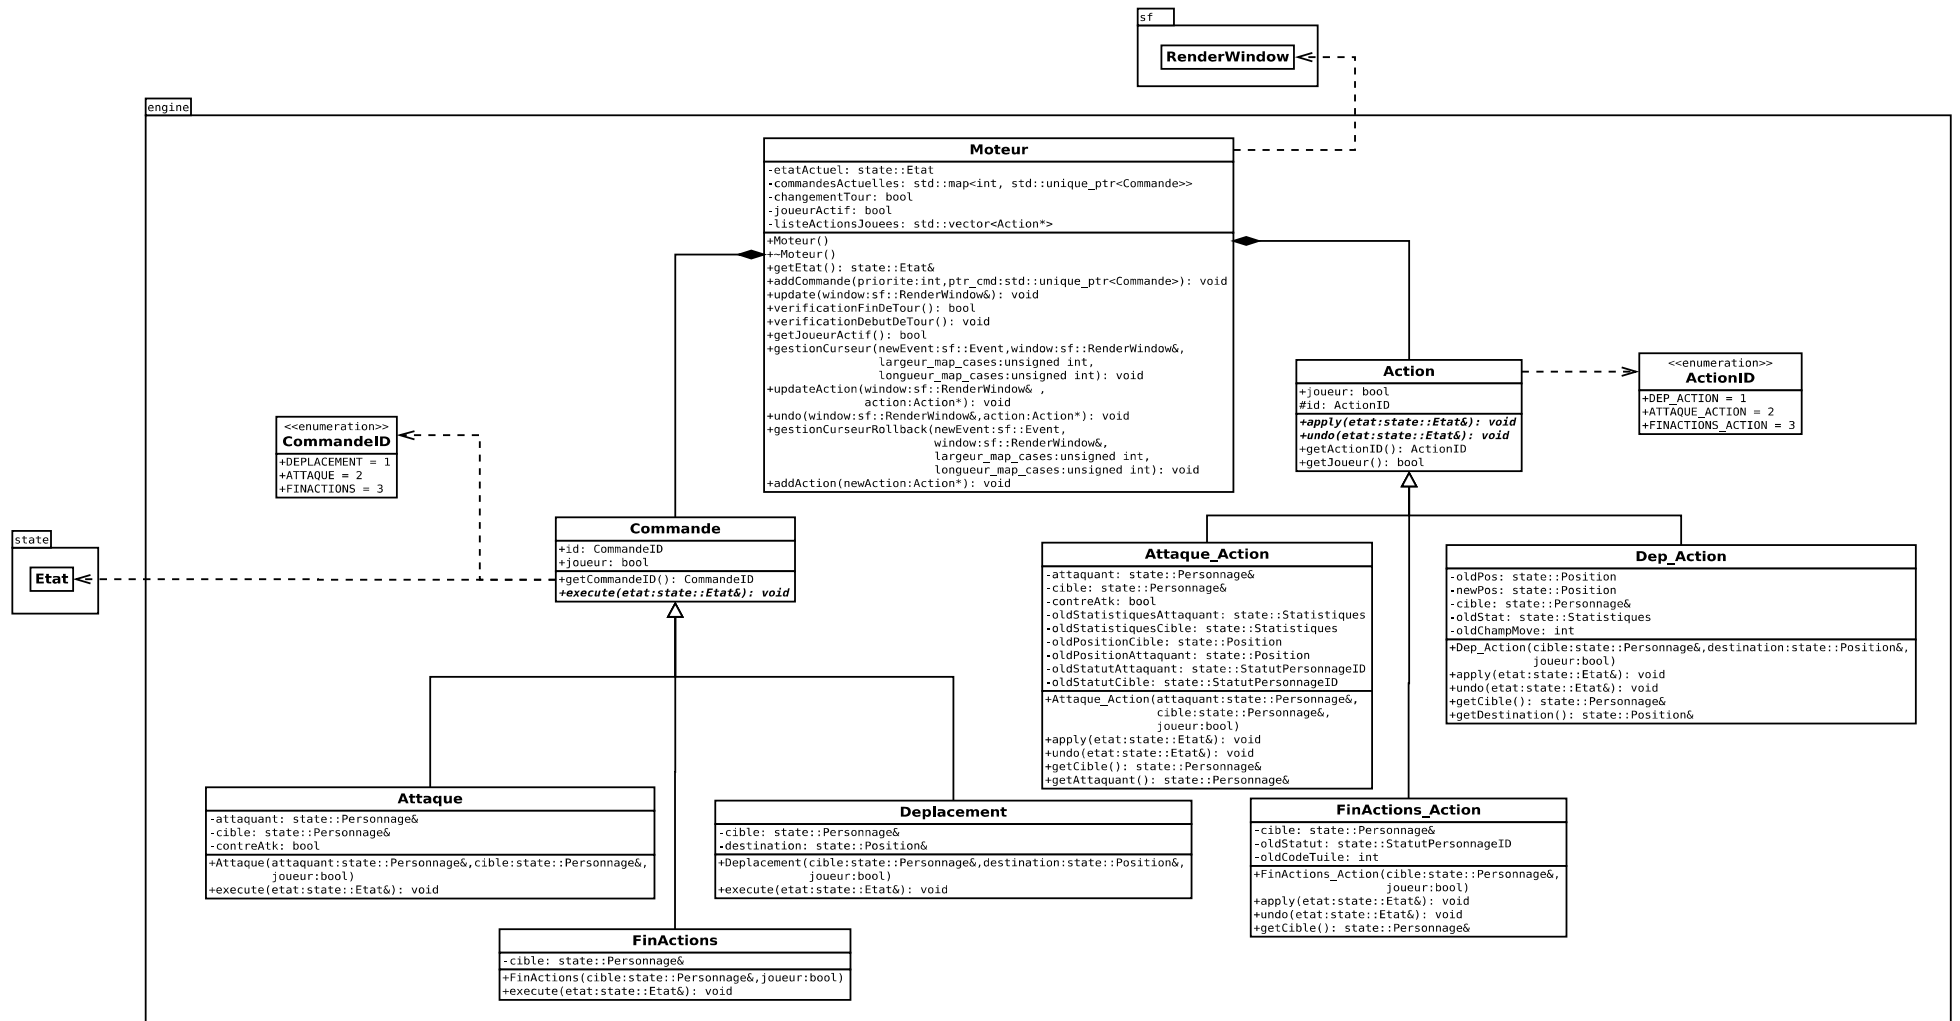 sf
RenderWindow
engine
Moteur
-etatActuel: state::Etat
-commandesActuelles: std::map<int, std::unique_ptr<Commande>>
-changementTour: bool
-joueurActif: bool
-listeActionsJouees: std::vector<Action*>
+Moteur()
+~Moteur()
+getEtat(): state::Etat&
+addCommande(priorite:int,ptr_cmd:std::unique_ptr<Commande>): void
+update(window:sf::RenderWindow&): void
+verificationFinDeTour(): bool
+verificationDebutDeTour(): void
+getJoueurActif(): bool
+gestionCurseur(newEvent:sf::Event,window:sf::RenderWindow&,
largeur_map_cases:unsigned int,
longueur_map_cases:unsigned int): void
+updateAction(window:sf::RenderWindow& ,
action:Action*): void
+undo(window:sf::RenderWindow&,action:Action*): void
+gestionCurseurRollback(newEvent:sf::Event,
window:sf::RenderWindow&,
largeur_map_cases:unsigned int,
longueur_map_cases:unsigned int): void
+addAction(newAction:Action*): void
Action
+joueur: bool
#id: ActionID
+apply(etat:state::Etat&): void
+undo(etat:state::Etat&): void
+getActionID(): ActionID
+getJoueur(): bool
<<enumeration>>
ActionID
+DEP_ACTION = 1
+ATTAQUE_ACTION = 2
+FINACTIONS_ACTION = 3
<<enumeration>>
CommandeID
+DEPLACEMENT = 1
+ATTAQUE = 2
+FINACTIONS = 3
state
Etat
Commande
+id: CommandeID
+joueur: bool
+getCommandeID(): CommandeID
+execute(etat:state::Etat&): void
Attaque_Action
-attaquant: state::Personnage&
-cible: state::Personnage&
-contreAtk: bool
-oldStatistiquesAttaquant: state::Statistiques
-oldStatistiquesCible: state::Statistiques
-oldPositionCible: state::Position
-oldPositionAttaquant: state::Position
-oldStatutAttaquant: state::StatutPersonnageID
-oldStatutCible: state::StatutPersonnageID
+Attaque_Action(attaquant:state::Personnage&,
cible:state::Personnage&,
joueur:bool)
+apply(etat:state::Etat&): void
+undo(etat:state::Etat&): void
+getCible(): state::Personnage&
+getAttaquant(): state::Personnage&
Dep_Action
-oldPos: state::Position
-newPos: state::Position
-cible: state::Personnage&
-oldStat: state::Statistiques
-oldChampMove: int
+Dep_Action(cible:state::Personnage&,destination:state::Position&,
joueur:bool)
+apply(etat:state::Etat&): void
+undo(etat:state::Etat&): void
+getCible(): state::Personnage&
+getDestination(): state::Position&
Attaque
-attaquant: state::Personnage&
-cible: state::Personnage&
-contreAtk: bool
+Attaque(attaquant:state::Personnage&,cible:state::Personnage&,
joueur:bool)
+execute(etat:state::Etat&): void
Deplacement
-cible: state::Personnage&
-destination: state::Position&
+Deplacement(cible:state::Personnage&,destination:state::Position&,
joueur:bool)
+execute(etat:state::Etat&): void
FinActions_Action
-cible: state::Personnage&
-oldStatut: state::StatutPersonnageID
-oldCodeTuile: int
+FinActions_Action(cible:state::Personnage&,
joueur:bool)
+apply(etat:state::Etat&): void
+undo(etat:state::Etat&): void
+getCible(): state::Personnage&
FinActions
-cible: state::Personnage&
+FinActions(cible:state::Personnage&,joueur:bool)
+execute(etat:state::Etat&): void